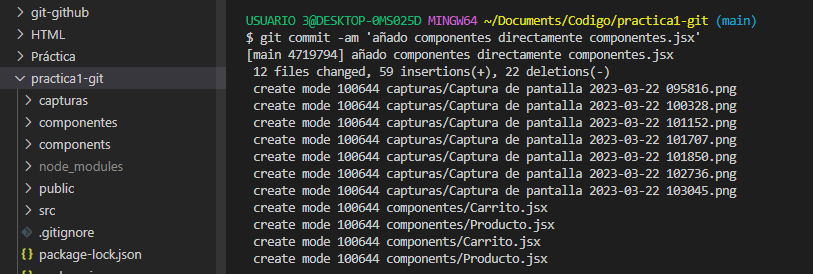 git-github
HTML
Práctica
practica1-git
capturas
componentes
components
node_modules
public
src
.gitignore
package-lock.json
USUARIO 3@DESKTOP-0MS025D MINGW64 ~/Documents/Codigo/practica1-git (main)
$ git commit -am 'añado componentes directamente componentes.jsx'
[main 4719794] añado componentes directamente componentes.jsx
12 files changed, 59 insertions(+), 22 deletions(-)
create mode 100644 capturas/Captura de pantalla 2023-03-22 095816.png
create mode 100644 capturas/Captura de pantalla 2023-03-22 100328.png
create mode 100644 capturas/Captura de pantalla 2023-03-22 101152.png
create mode 100644 capturas/Captura de pantalla 2023-03-22 101707.png
create mode 100644 capturas/Captura de pantalla 2023-03-22 101850.png
create mode 100644 capturas/Captura de pantalla 2023-03-22 102736.png
create mode 100644 capturas/Captura de pantalla 2023-03-22 103045.png
create mode 100644 componentes/Carrito.jsx
create mode 100644 componentes/Producto.jsx
create mode 100644 components/Carrito.jsx
create mode 100644 components/Producto.jsx